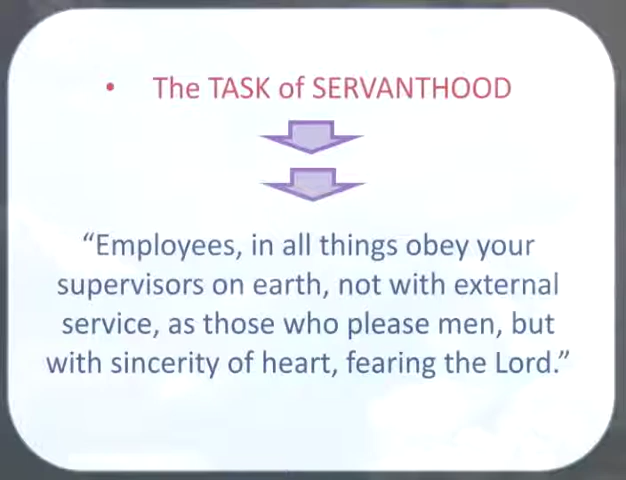 • The TASK of SERVANTHOOD
“Employees, in all things obey your
supervisors on earth, not with external
service, as those who please men, but
with sincerity of heart, fearing the Lord.”